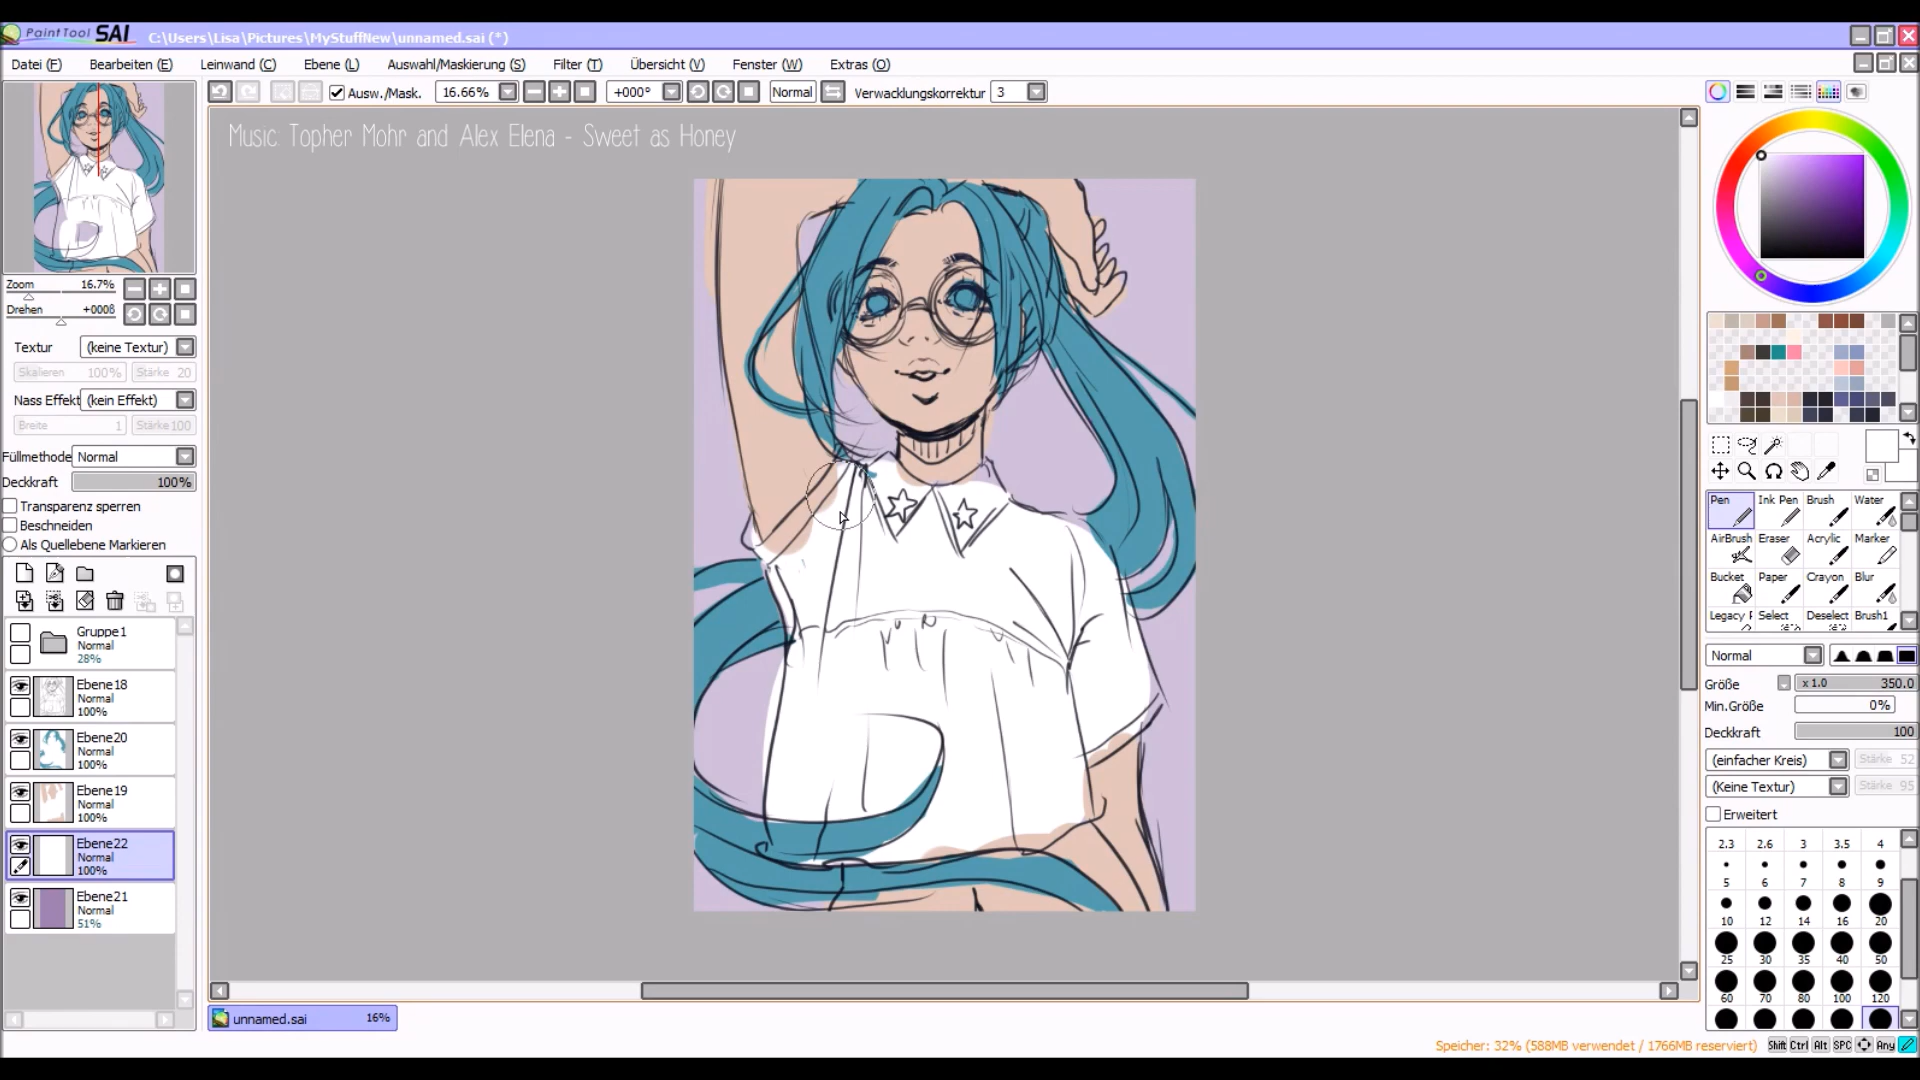 PaintTool SAI C:\Users\Lisa\Pictures\MyStuffNew\unnamed.sai (*)
Datei (F) Bearbeiten (E) Leinwand (C) Ebene (L) Auswahl/Maskierung (S) Filter (T) Übersicht (V) Fenster (W) Extras (O)
Ausw./Mask. 16.66% +000° Normal Verwacklungskorrektur 3
Music: Topher Mohr and Alex Elena - Sweet as Honey
Zoom 16.7%
Drehen +000ß
Textur (keine Textur)
Skalieren 100% Stärke 20
Nass Effekt (kein Effekt)
Breite 1 Stärke 100
Füllmethode Normal
Deckkraft 100%
Transparenz sperren
Beschneiden
Als Quellebene Markieren
Gruppe1
Normal
28%
Ebene18
Normal
100%
Ebene20
Normal
100%
Ebene19
Normal
100%
Ebene22
Normal
100%
Ebene21
Normal
51%
unnamed.sai 16%
Pen Ink Pen Brush Water
AirBrush Eraser Acrylic Marker
Bucket Paper Crayon Blur
Legacy Select Deselect Brush1
Normal
Größe x 1.0 350.0
Min.Größe 0%
Deckkraft 100
(einfacher Kreis) Stärke 52
(Keine Textur) Stärke 95
Erweitert
2.3 2.6 3 3.5 4
5 6 7 8 9
10 12 14 16 20
25 30 35 40 50
60 70 80 100 120
Speicher: 32% (588MB verwendet / 1766MB reserviert) Shift Ctrl Alt SPC Any